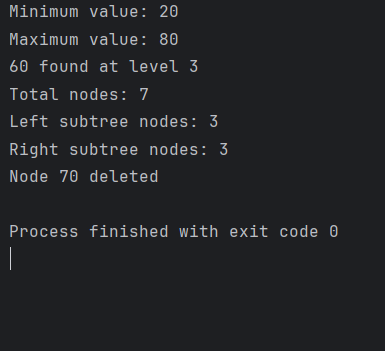 Minimum value: 20
Maximum value: 80
60 found at level 3
Total nodes: 7
Left subtree nodes: 3
Right subtree nodes: 3
Node 70 deleted
Process finished with exit code 0